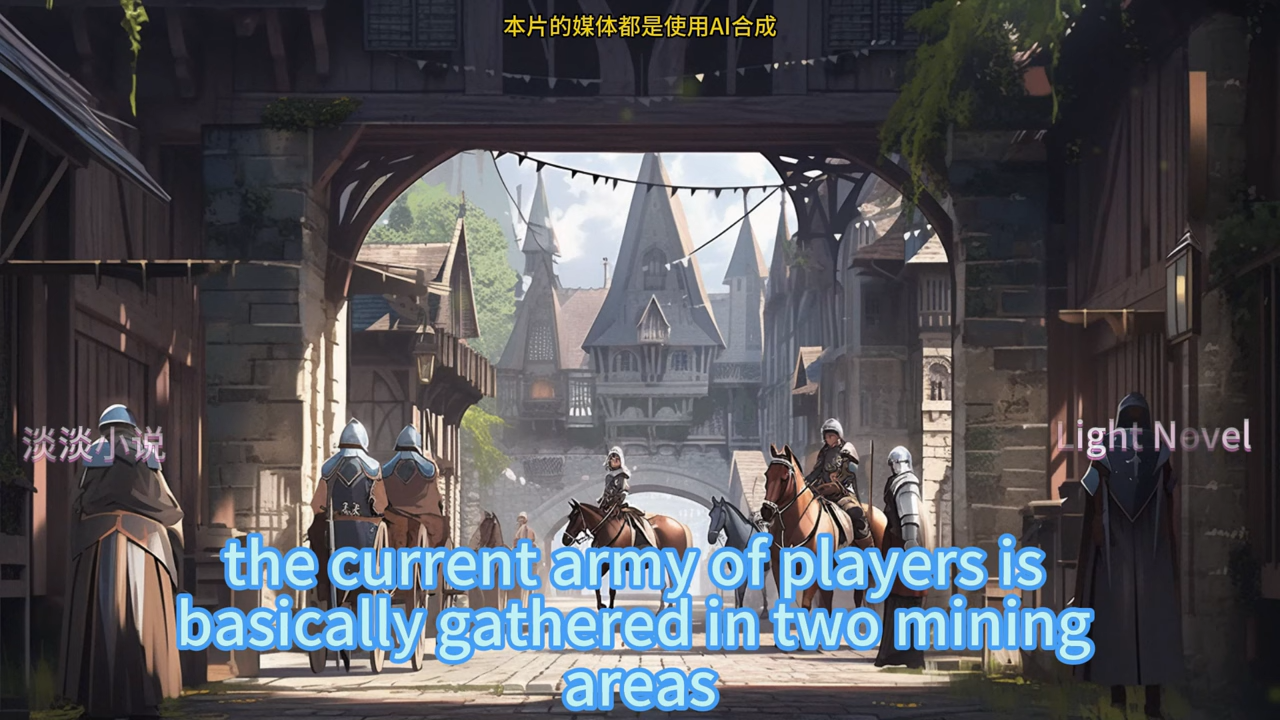 本片的媒体都是使用AI合成
淡淡小说
Light Novel
the current army of players is
basically gathered in two mining
areas